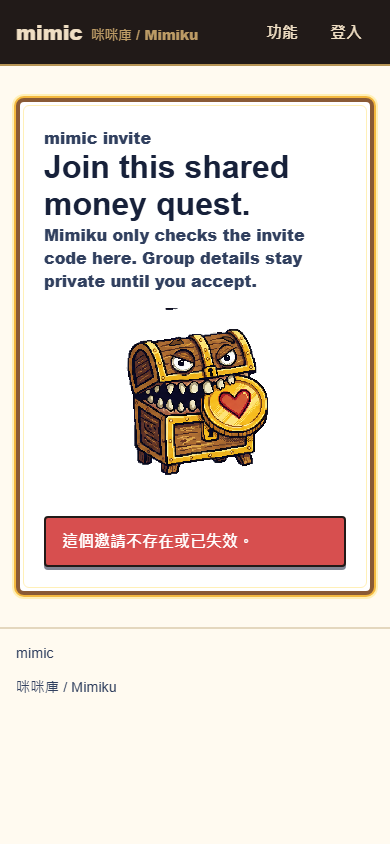 mimic 咪咪庫 / Mimiku 功能 登入
mimic invite
Join this shared
money quest.
Mimiku only checks the invite
code here. Group details stay
private until you accept.
這個邀請不存在或已失效。
mimic
咪咪庫 / Mimiku